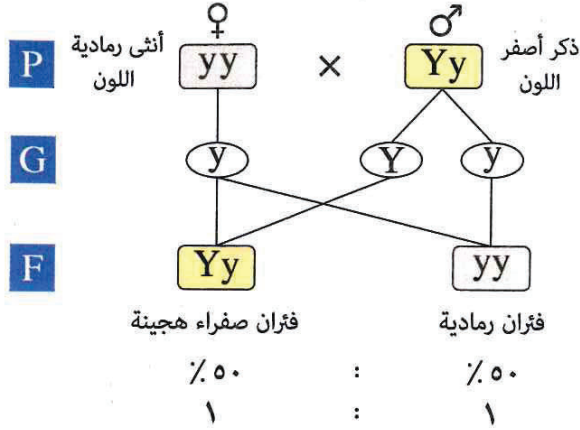 ♀ ♂
P أنثى رمادية اللون yy × Yy ذكر أصفر اللون
G y Y y
F Yy yy
فئران صفراء هجينة فئران رمادية
٥٠٪ : ٥٠٪
١ : ١